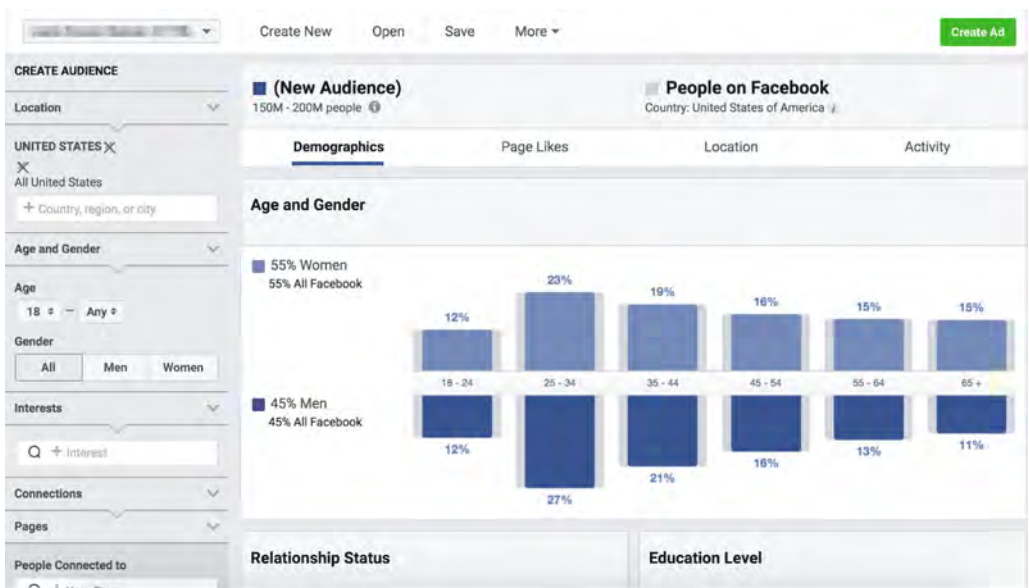 Create New Open Save More
Create Ad
CREATE AUDIENCE
Location
UNITED STATES
All United States
+ Country, region, or city
Age and Gender
Age
18 – Any
Gender
All Men Women
Interests
+ Interest
Connections
Pages
People Connected to
(New Audience)
150M - 200M people
People on Facebook
Country: United States of America
Demographics Page Likes Location Activity
Age and Gender
55% Women
55% All Facebook
12% 23% 19% 16% 15% 15%
18 - 24 25 - 34 35 - 44 45 - 54 55 - 64 65 +
45% Men
45% All Facebook
12% 27% 21% 16% 13% 11%
Relationship Status
Education Level